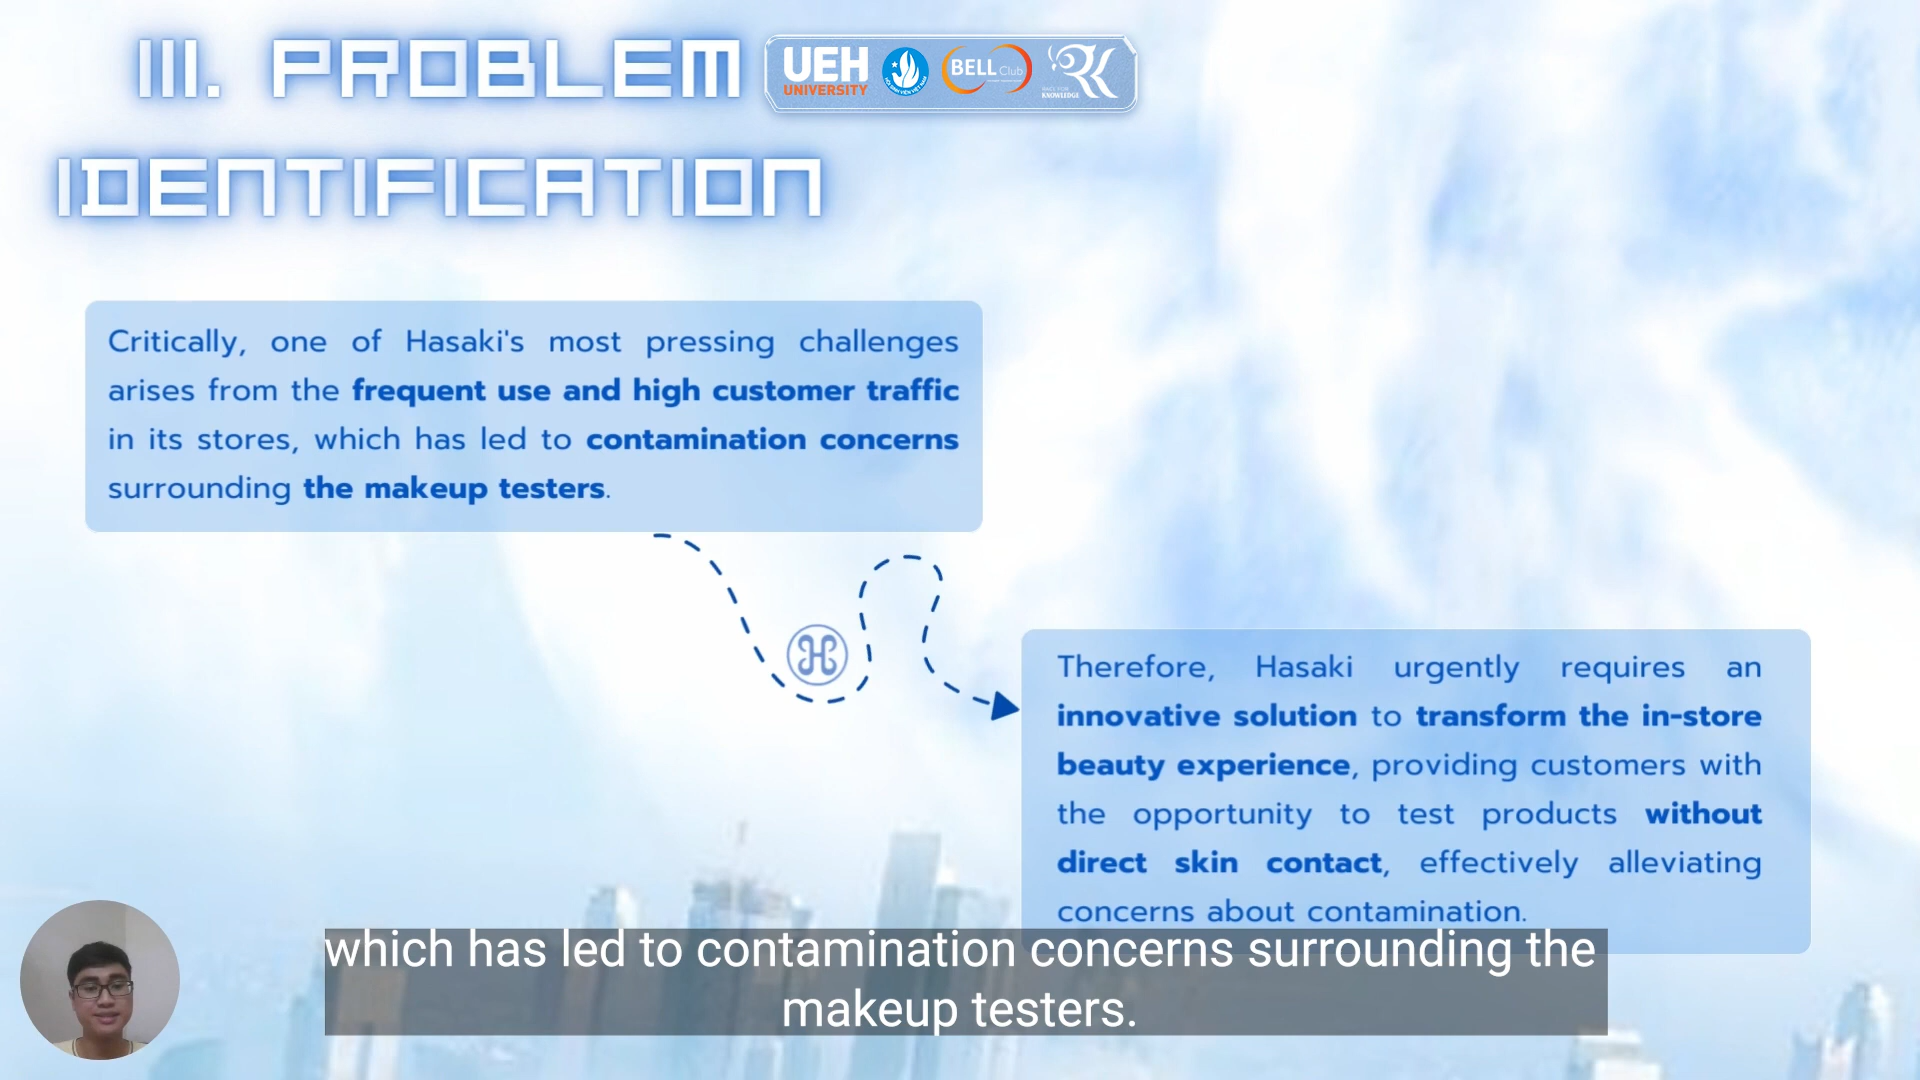 III. PROBLEM
IDENTIFICATION
UEH
UNIVERSITY
BELL Club
RACE FOR
KNOWLEDGE
Critically, one of Hasaki's most pressing challenges
arises from the frequent use and high customer traffic
in its stores, which has led to contamination concerns
surrounding the makeup testers.
Therefore, Hasaki urgently requires an
innovative solution to transform the in-store
beauty experience, providing customers with
the opportunity to test products without
direct skin contact, effectively alleviating
concerns about contamination.
which has led to contamination concerns surrounding the
makeup testers.